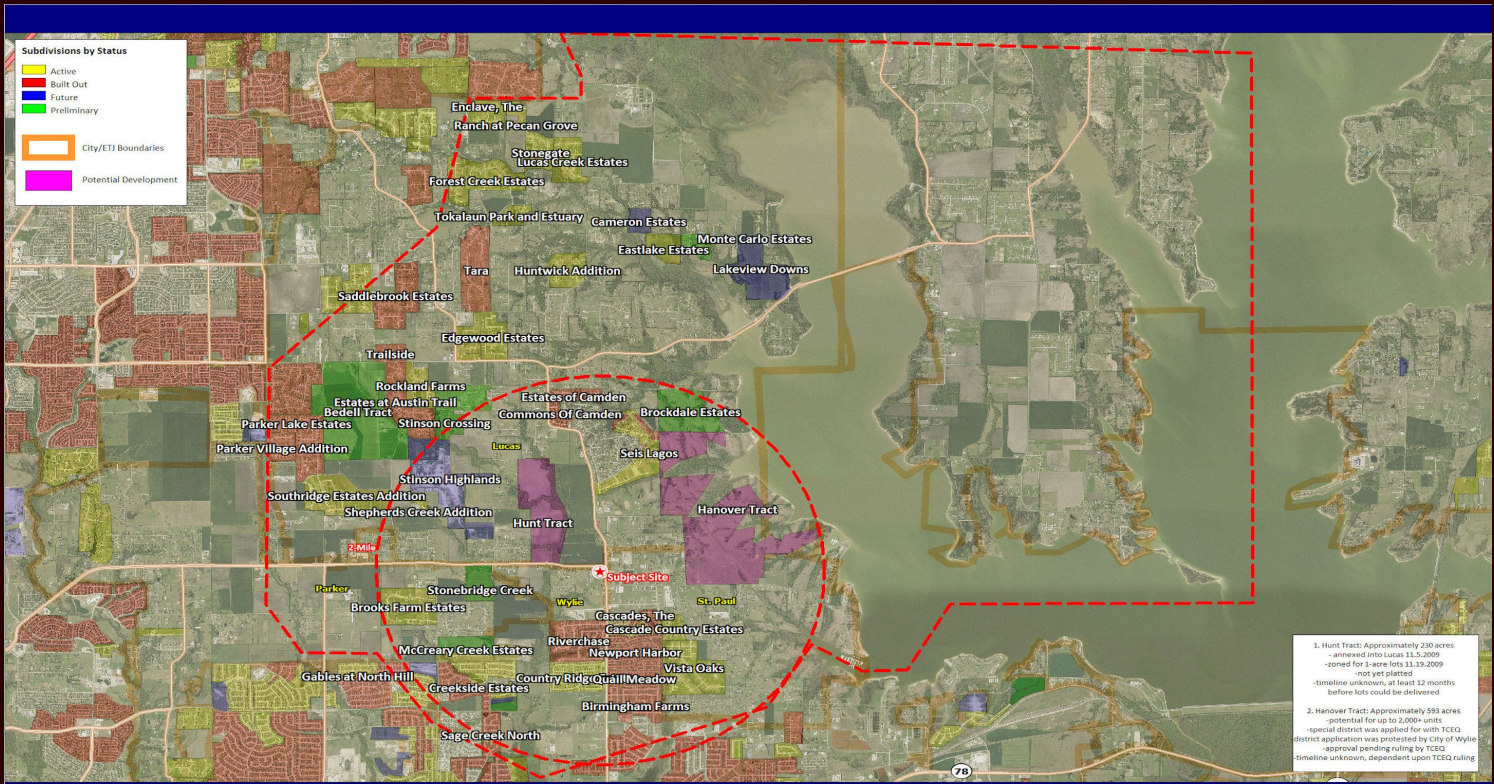 Subdivisions by Status
Active
Built Out
Future
Preliminary
City/ETJ Boundaries
Potential Development
Enclave, The
Ranch at Pecan Grove
Stonegate
Lucas Creek Estates
Forest Creek Estates
Tokalaun Park and Estuary
Cameron Estates
Monte Carlo Estates
Eastlake Estates
Tara
Huntwick Addition
Lakeview Downs
Saddlebrook Estates
Edgewood Estates
Trailside
Rockland Farms
Estates of Camden
Estates at Austin Trail
Bedell Tract
Commons Of Camden
Brockdale Estates
Parker Lake Estates
Stinson Crossing
Parker Village Addition
Lucas
Seis Lagos
Stinson Highlands
Southridge Estates Addition
Shepherds Creek Addition
Hanover Tract
Hunt Tract
2-Mile
Subject Site
Parker
Stonebridge Creek
Wylie
St. Paul
Brooks Farm Estates
Cascades, The
Cascade Country Estates
Riverchase
McCreary Creek Estates
Newport Harbor
Vista Oaks
Gables at North Hill
Country Ridge
Quail Meadow
Creekside Estates
Birmingham Farms
Sage Creek North
78
1. Hunt Tract: Approximately 230 acres
- annexed into Lucas 11.5.2009
-zoned for 1-acre lots 11.19.2009
-not yet platted
-timeline unknown, at least 12 months
before lots could be delivered
2. Hanover Tract: Approximately 593 acres
-potential for up to 2,000+ units
-special district was applied for with TCEQ
district application was protested by City of Wylie
-approval pending ruling by TCEQ
-timeline unknown, dependent upon TCEQ ruling